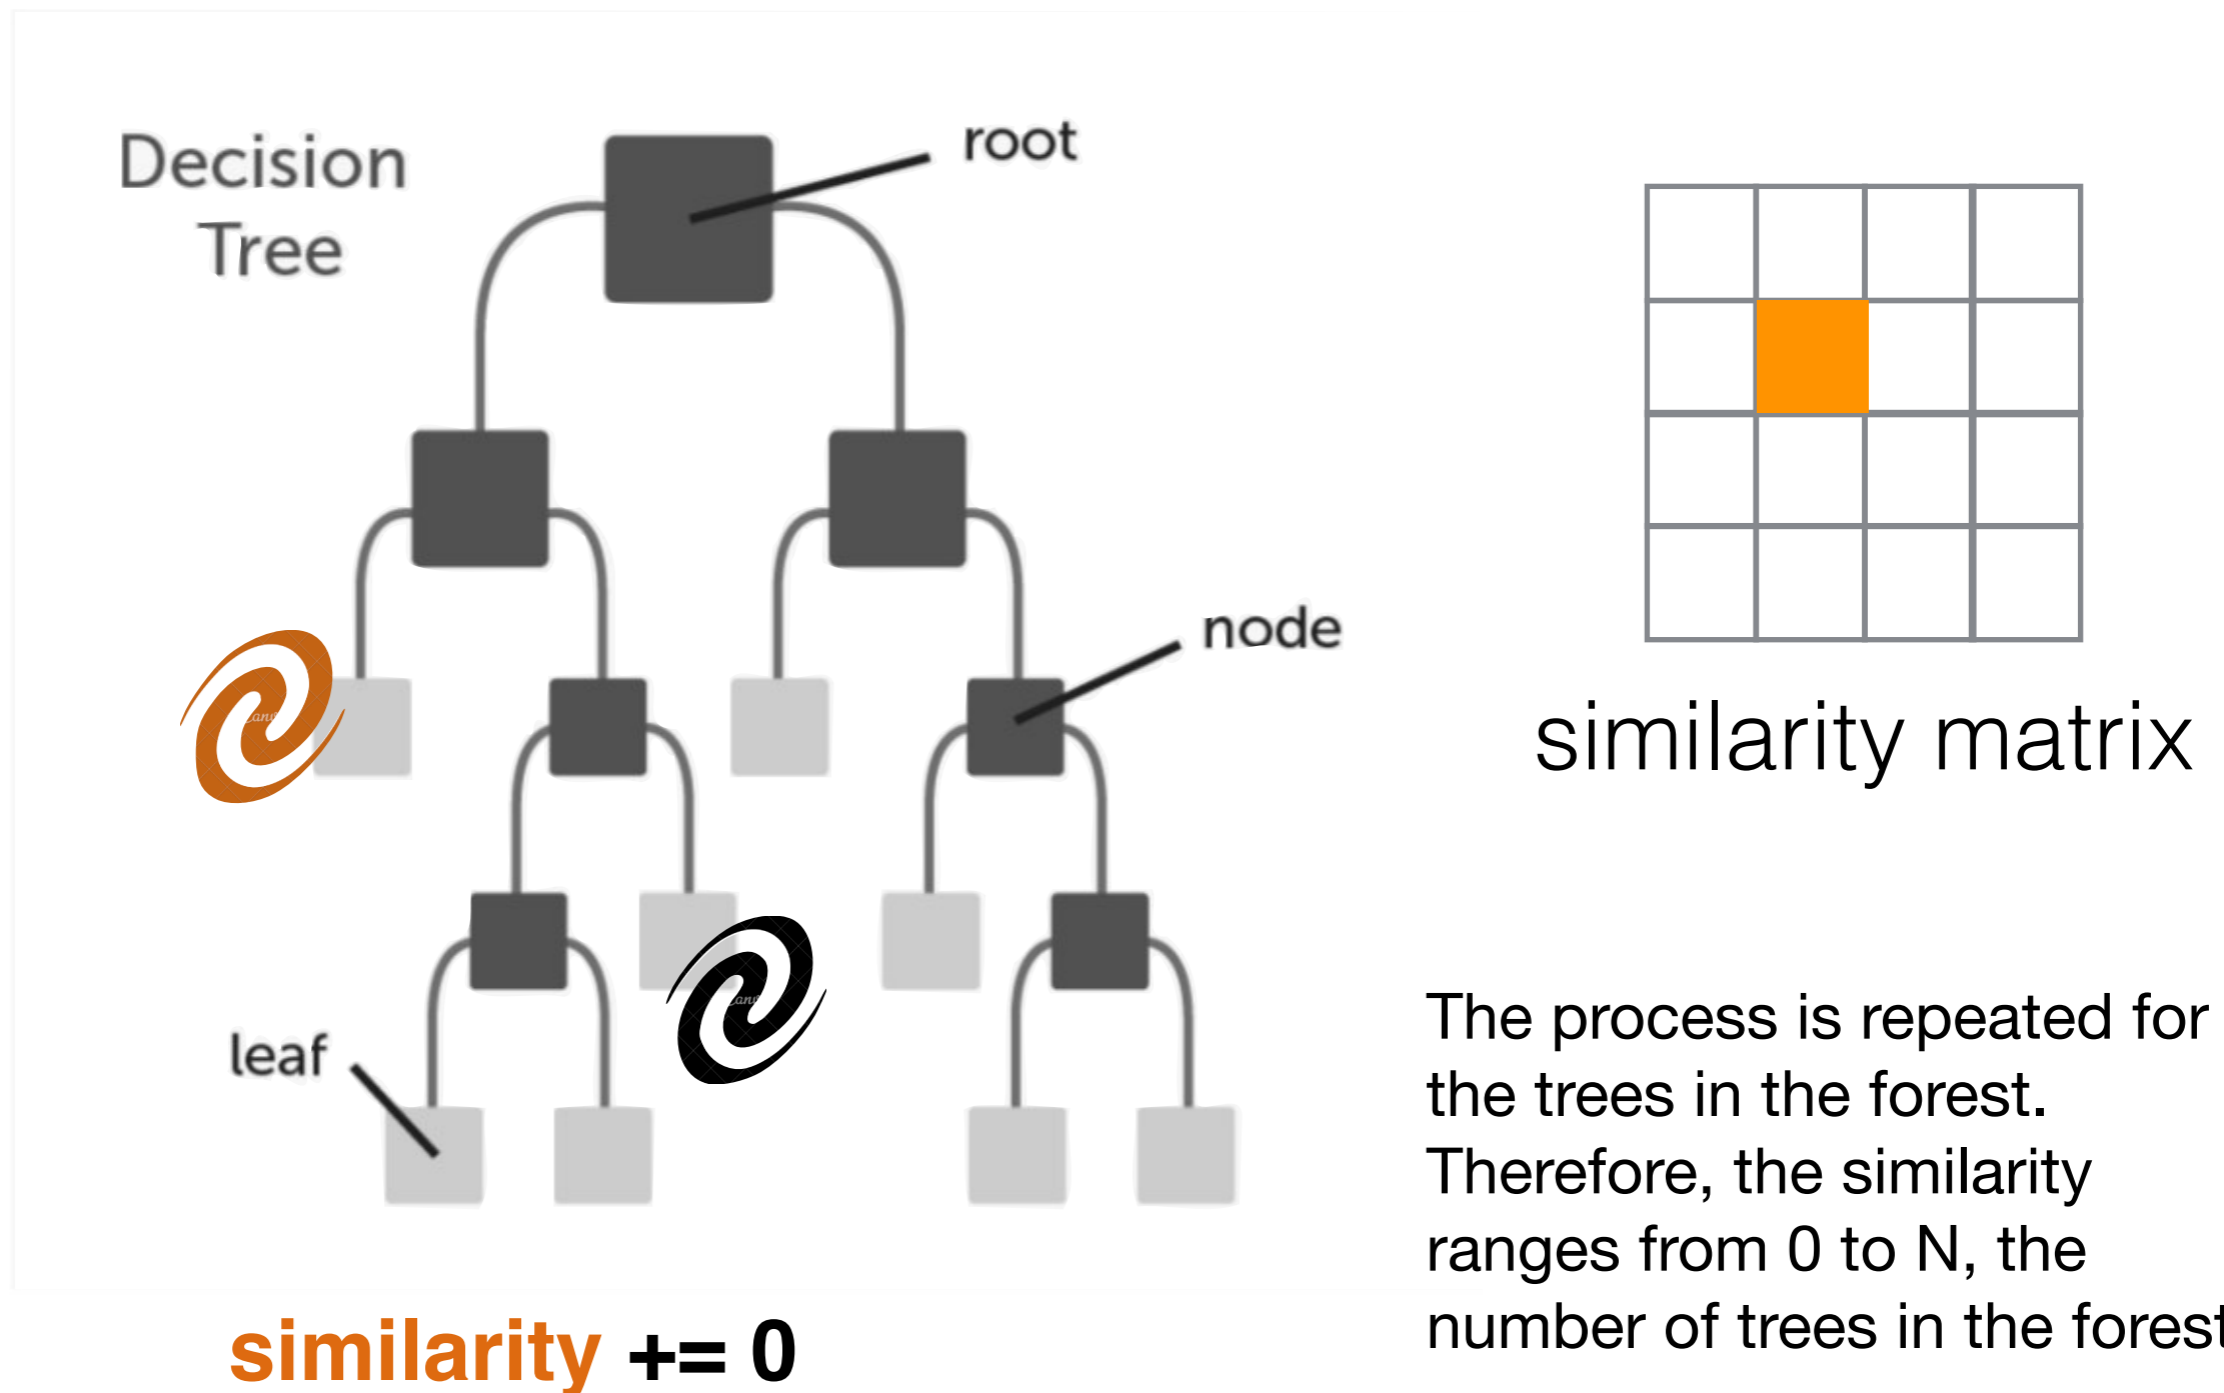 Decision
Tree
root
node
leaf
similarity += 0
similarity matrix
The process is repeated for
the trees in the forest.
Therefore, the similarity
ranges from 0 to N, the
number of trees in the forest